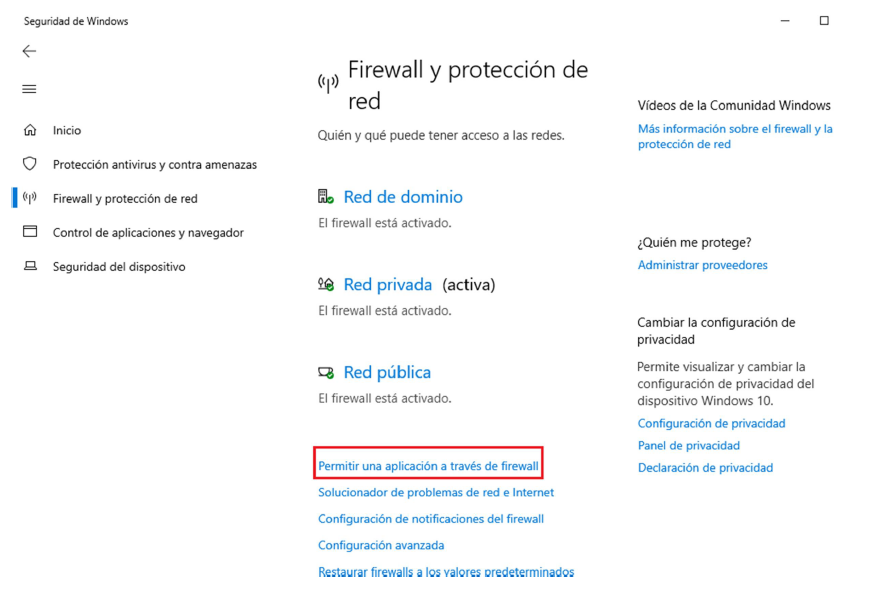 Seguridad de Windows
Inicio
Protección antivirus y contra amenazas
Firewall y protección de red
Control de aplicaciones y navegador
Seguridad del dispositivo
Firewall y protección de
red
Quién y qué puede tener acceso a las redes.
Red de dominio
El firewall está activado.
Red privada (activa)
El firewall está activado.
Red pública
El firewall está activado.
Permitir una aplicación a través de firewall
Solucionador de problemas de red e Internet
Configuración de notificaciones del firewall
Configuración avanzada
Restaurar firewalls a los valores predeterminados
Vídeos de la Comunidad Windows
Más información sobre el firewall y la
protección de red
¿Quién me protege?
Administrar proveedores
Cambiar la configuración de
privacidad
Permite visualizar y cambiar la
configuración de privacidad del
dispositivo Windows 10.
Configuración de privacidad
Panel de privacidad
Declaración de privacidad